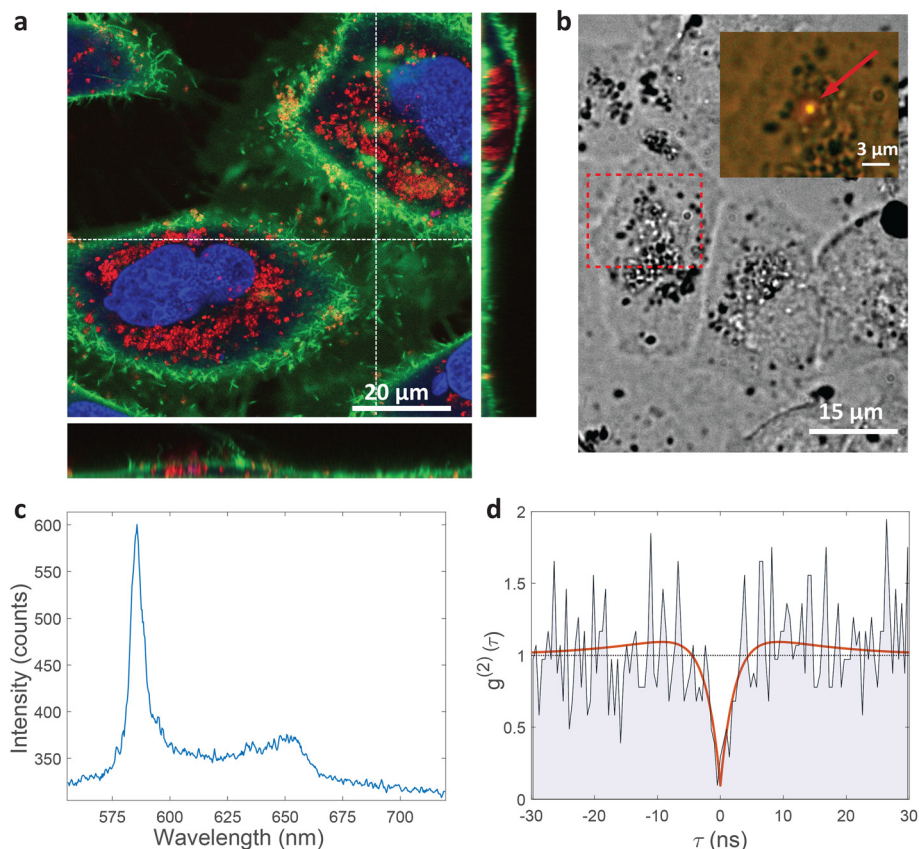 a
20 µm
b
3 µm
15 µm
c
Intensity (counts)
600
550
500
450
400
350
575
600
625
650
675
700
Wavelength (nm)
d
g(2)(τ)
2
1.5
1
0.5
0
-30
-20
-10
0
10
20
30
τ (ns)